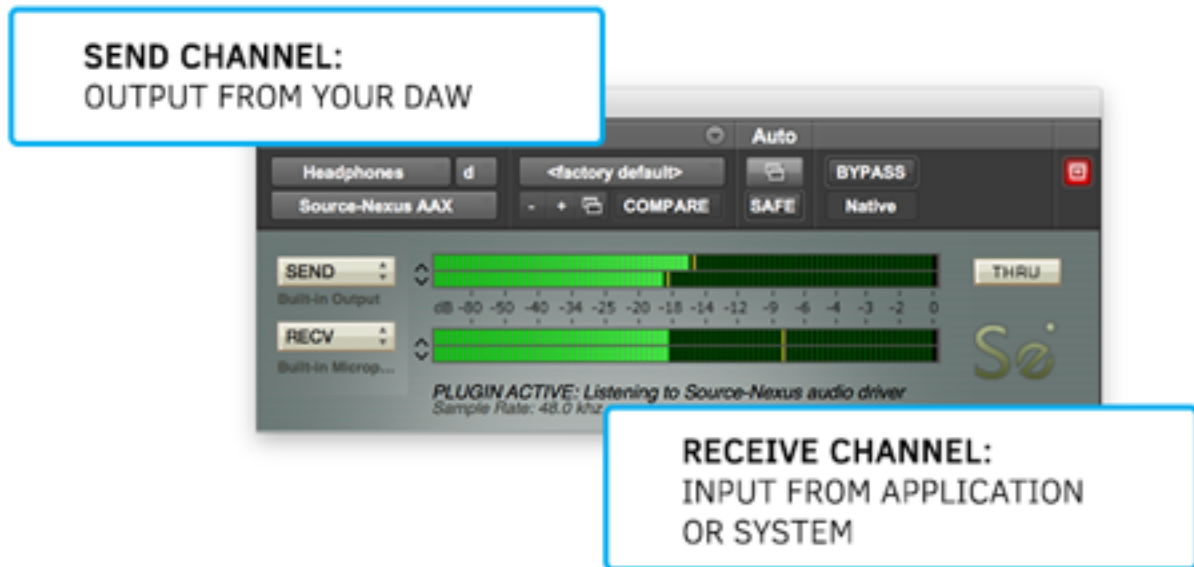 SEND CHANNEL:
OUTPUT FROM YOUR DAW
Auto
Headphones d <factory default> BYPASS
Source-Nexus AAX - + COMPARE SAFE Native
SEND THRU
Built-in Output
dB -80 -50 -40 -34 -25 -20 -18 -14 -12 -9 -6 -4 -3 -2 0
RECV
Built-in Microp...
PLUGIN ACTIVE: Listening to Source-Nexus audio driver
Sample Rate: 48.0 khz
RECEIVE CHANNEL:
INPUT FROM APPLICATION
OR SYSTEM